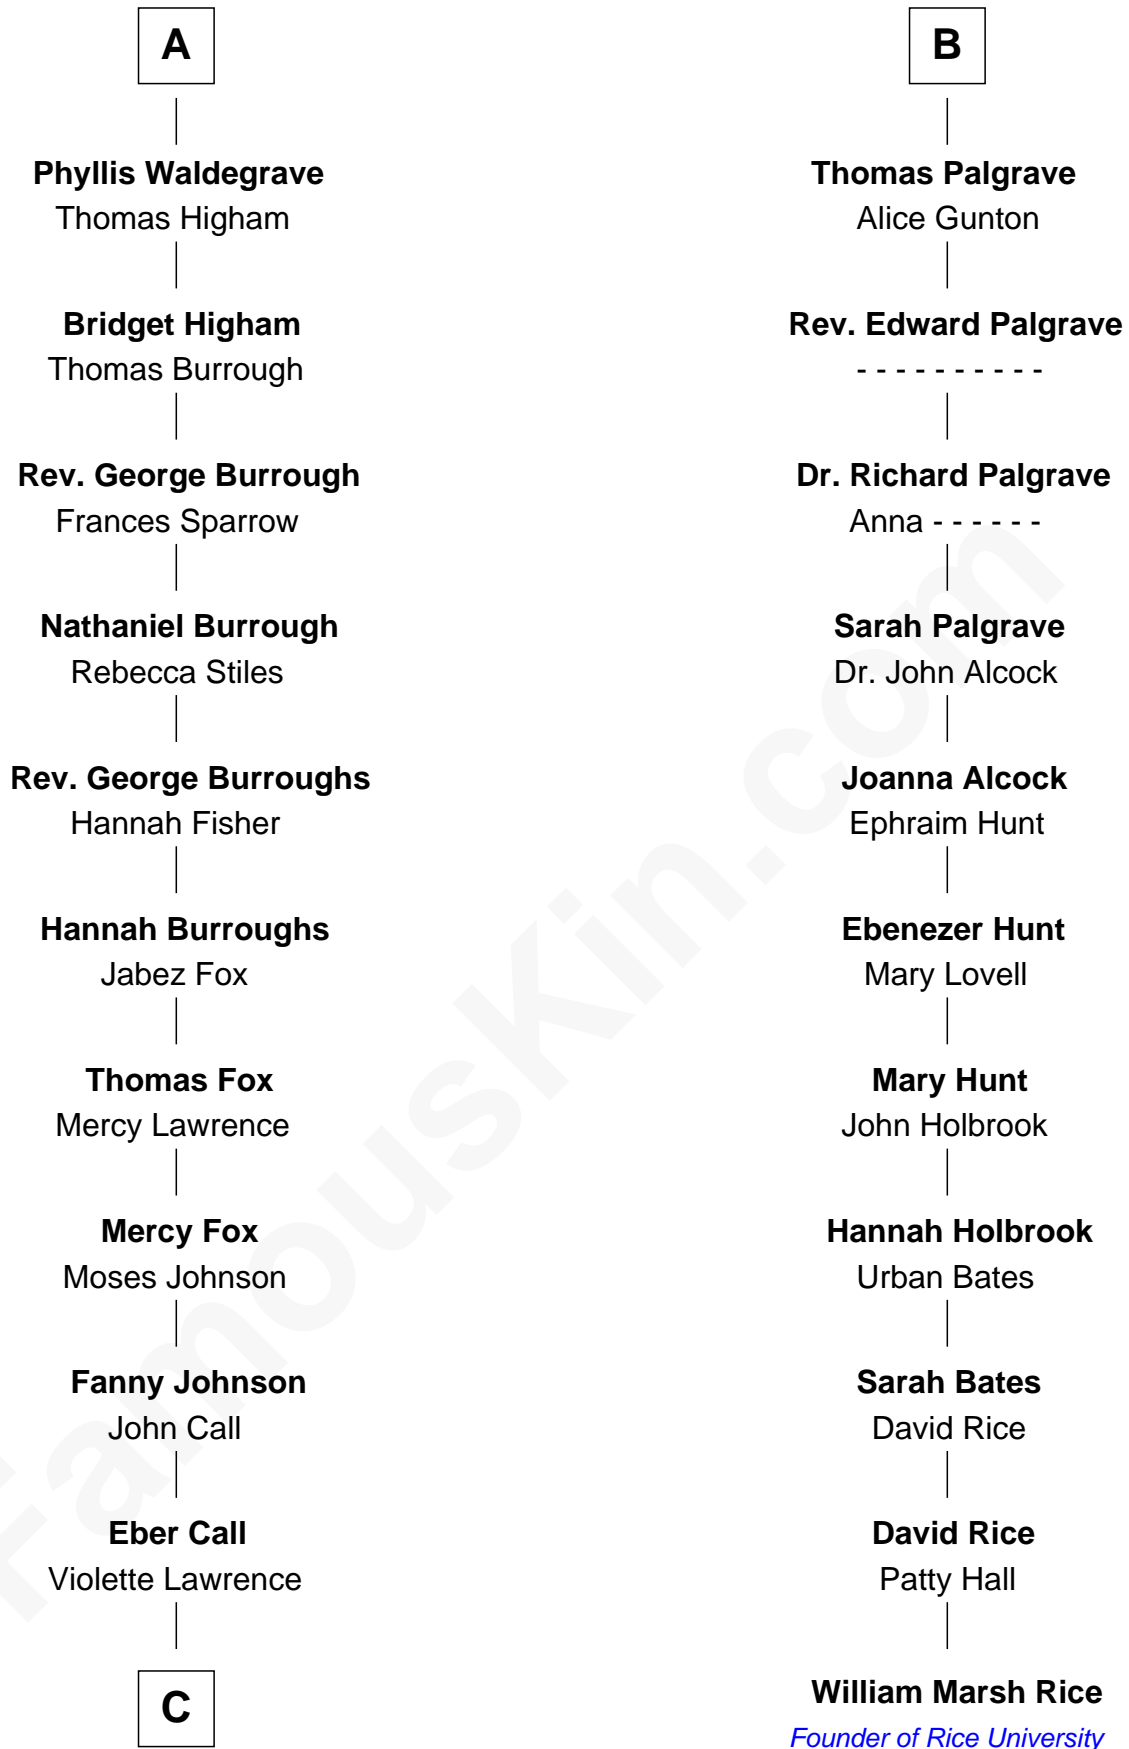 A
Phyllis Waldegrave
Thomas Higham
Bridget Higham
Thomas Burrough
Rev. George Burrough
Frances Sparrow
Nathaniel Burrough
Rebecca Stiles
Rev. George Burroughs
Hannah Fisher
Hannah Burroughs
Jabez Fox
Thomas Fox
Mercy Lawrence
Mercy Fox
Moses Johnson
Fanny Johnson
John Call
Eber Call
Violette Lawrence
C
B
Thomas Palgrave
Alice Gunton
Rev. Edward Palgrave
- - - - - - - - - -
Dr. Richard Palgrave
Anna - - - - - -
Sarah Palgrave
Dr. John Alcock
Joanna Alcock
Ephraim Hunt
Ebenezer Hunt
Mary Lovell
Mary Hunt
John Holbrook
Hannah Holbrook
Urban Bates
Sarah Bates
David Rice
David Rice
Patty Hall
William Marsh Rice
Founder of Rice University
FamousKin.com